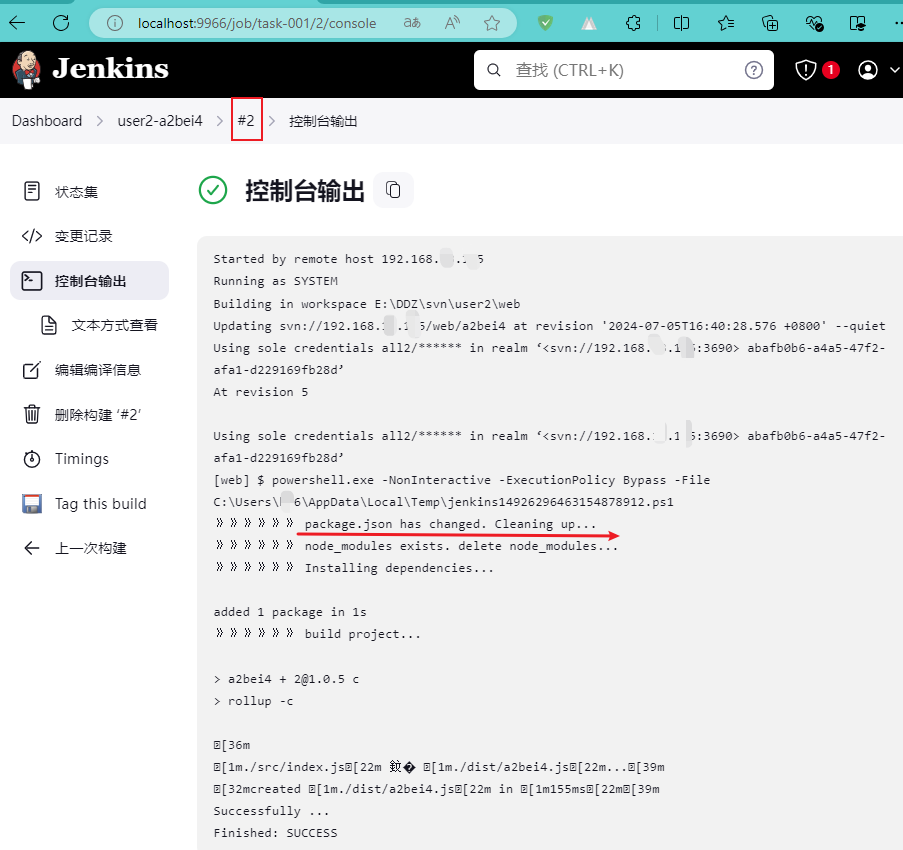 localhost:9966/job/task-001/2/console
Jenkins
查找 (CTRL+K)
1
Dashboard
user2-a2bei4
#2
控制台输出
状态集
变更记录
控制台输出
文本方式查看
编辑编译信息
删除构建 ‘#2’
Timings
Tag this build
上一次构建
控制台输出
Started by remote host 192.168.
Running as SYSTEM
Building in workspace E:\DDZ\svn\user2\web
Updating svn://192.168. /web/a2bei4 at revision '2024-07-05T16:40:28.576 +0800' --quiet
Using sole credentials all2/****** in realm ‘<svn://192.168. :3690> abafb0b6-a4a5-47f2-
afa1-d229169fb28d’
At revision 5
Using sole credentials all2/****** in realm ‘<svn://192.168. :3690> abafb0b6-a4a5-47f2-
afa1-d229169fb28d’
[web] $ powershell.exe -NonInteractive -ExecutionPolicy Bypass -File
C:\Users\ 6\AppData\Local\Temp\jenkins14926296463154878912.ps1
》》》》》》 package.json has changed. Cleaning up...
》》》》》》 node_modules exists. delete node_modules...
》》》》》》 Installing dependencies...
added 1 package in 1s
》》》》》》 build project...
> a2bei4 + 2@1.0.5 c
> rollup -c
[36m
[1m./src/index.js[22m 鈫� [1m./dist/a2bei4.js[22m...[39m
[32mcreated [1m./dist/a2bei4.js[22m in [1m155ms[22m[39m
Successfully ...
Finished: SUCCESS